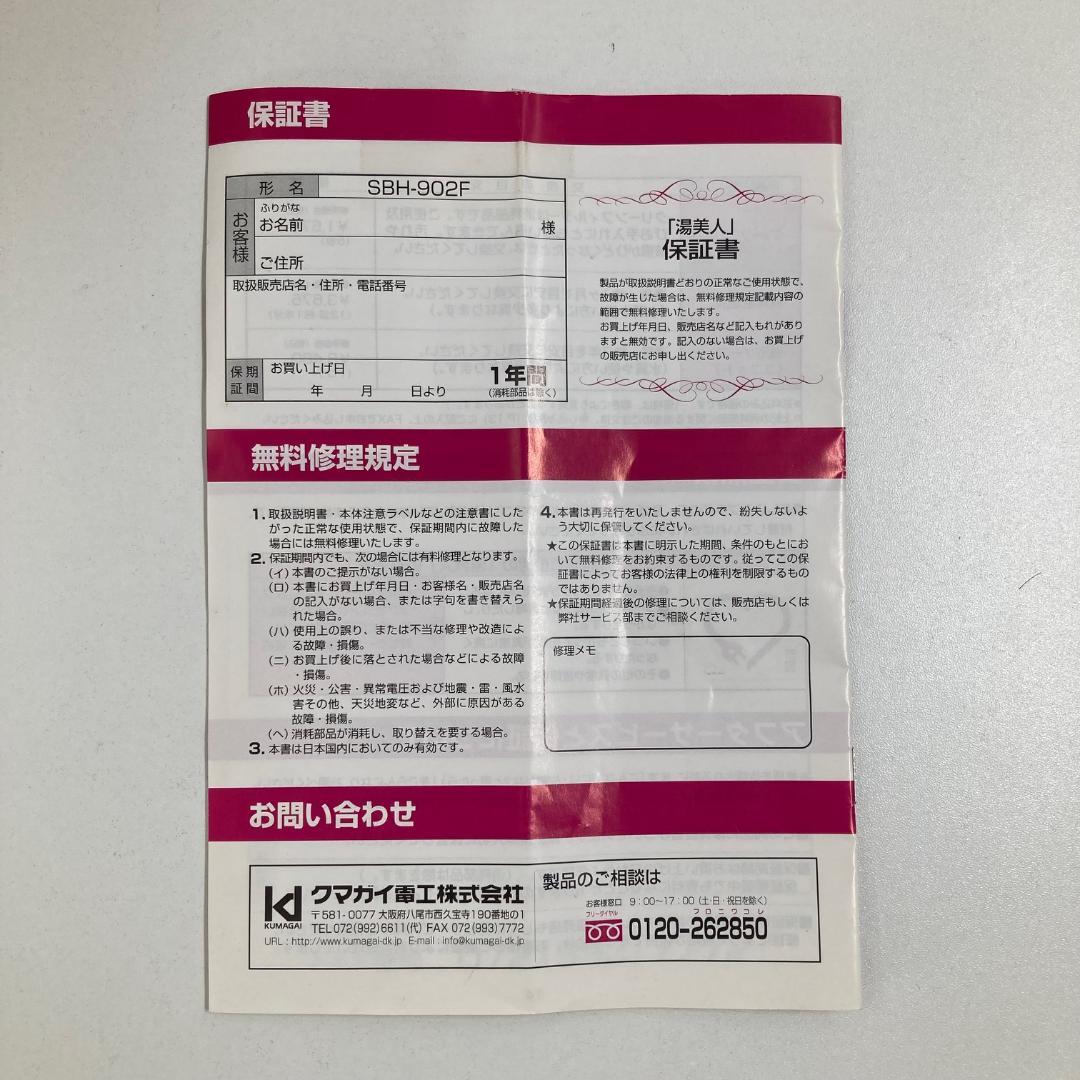 保証書
形 名 SBH-902F
お客様
ふりがな
お名前 様
ご住所
取扱販売店名・住所・電話番号
保証期間
お買い上げ日
年 月 日より
1年間
(消耗部品は除く)
「湯美人」
保証書
製品が取扱説明書どおりの正常なご使用状態で、
故障が生じた場合は、無料修理規定記載内容の
範囲で無料修理いたします。
お買上げ年月日、販売店名など記入もれがあり
ますと無効です。記入のない場合は、お買上げ
の販売店にお申し出ください。
無料修理規定
1.取扱説明書・本体注意ラベルなどの注意書にした
がった正常な使用状態で、保証期間内に故障した
場合には無料修理いたします。
2.保証期間内でも、次の場合には有料修理となります。
(イ)本書のご提示がない場合。
(ロ)本書にお買上げ年月日・お客様名・販売店名
の記入がない場合、または字句を書き替えら
れた場合。
(ハ)使用上の誤り、または不当な修理や改造によ
る故障・損傷。
(ニ)お買上げ後に落とされた場合などによる故障
・損傷。
(ホ)火災・公害・異常電圧および地震・雷・風水
害その他、天災地変など、外部に原因がある
故障・損傷。
(ヘ)消耗部品が消耗し、取り替えを要する場合。
3.本書は日本国内においてのみ有効です。
4.本書は再発行をいたしませんので、紛失しないよ
う大切に保管してください。
★この保証書は本書に明示した期間、条件のもとにお
いて無料修理をお約束するものです。従ってこの保
証書によってお客様の法律上の権利を制限するもの
ではありません。
★保証期間経過後の修理については、販売店もしくは
弊社サービス部までご相談ください。
修理メモ
お問い合わせ
KUMAGAI
クマガイ電工株式会社
〒581-0077 大阪府八尾市西久宝寺190番地の1
TEL 072(992)6611(代) FAX 072(993)7772
URL : http://www.kumagai-dk.jp E-mail : info@kumagai-dk.jp
製品のご相談は
お客様窓口 9:00~17:00 (土・日・祝日を除く)
フリーダイヤル フロニワコレ
0120-262850